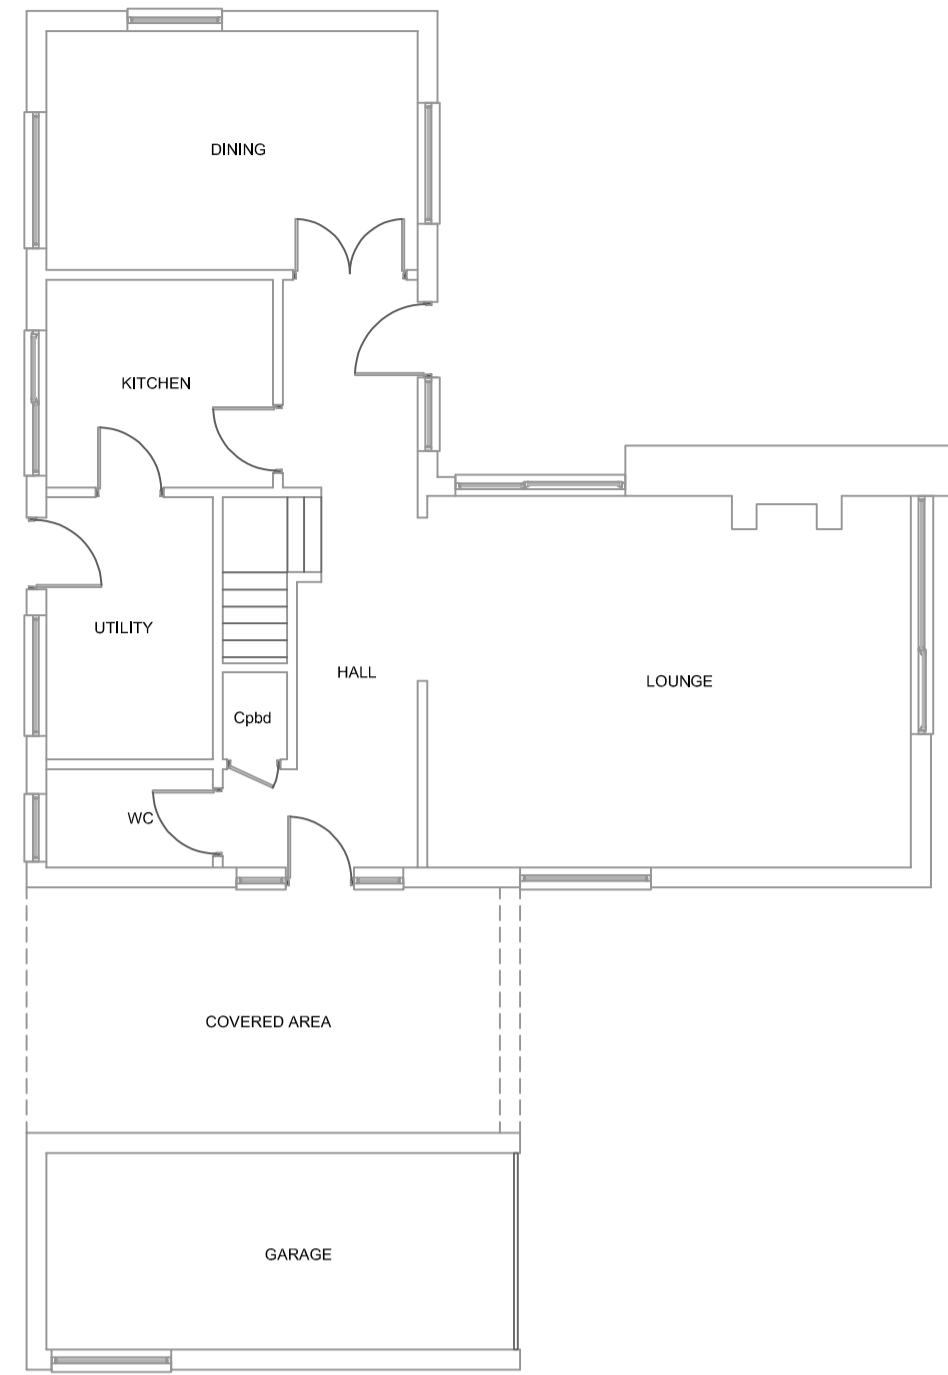 DINING
KITCHEN
UTILITY
HALL
LOUNGE
Cpbd
WC
COVERED AREA
GARAGE